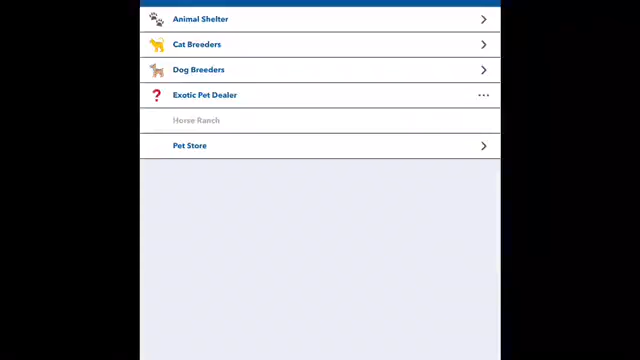 Animal Shelter
Cat Breeders
Dog Breeders
Exotic Pet Dealer
Horse Ranch
Pet Store